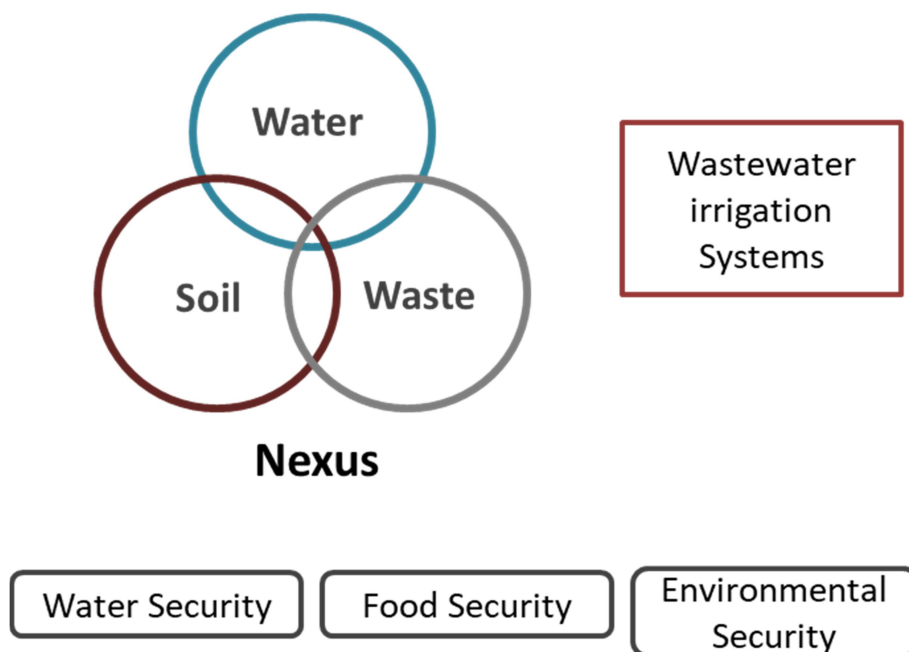 Water
Wastewater
irrigation
Systems
Soil
Waste
Nexus
Water Security
Food Security
Environmental
Security